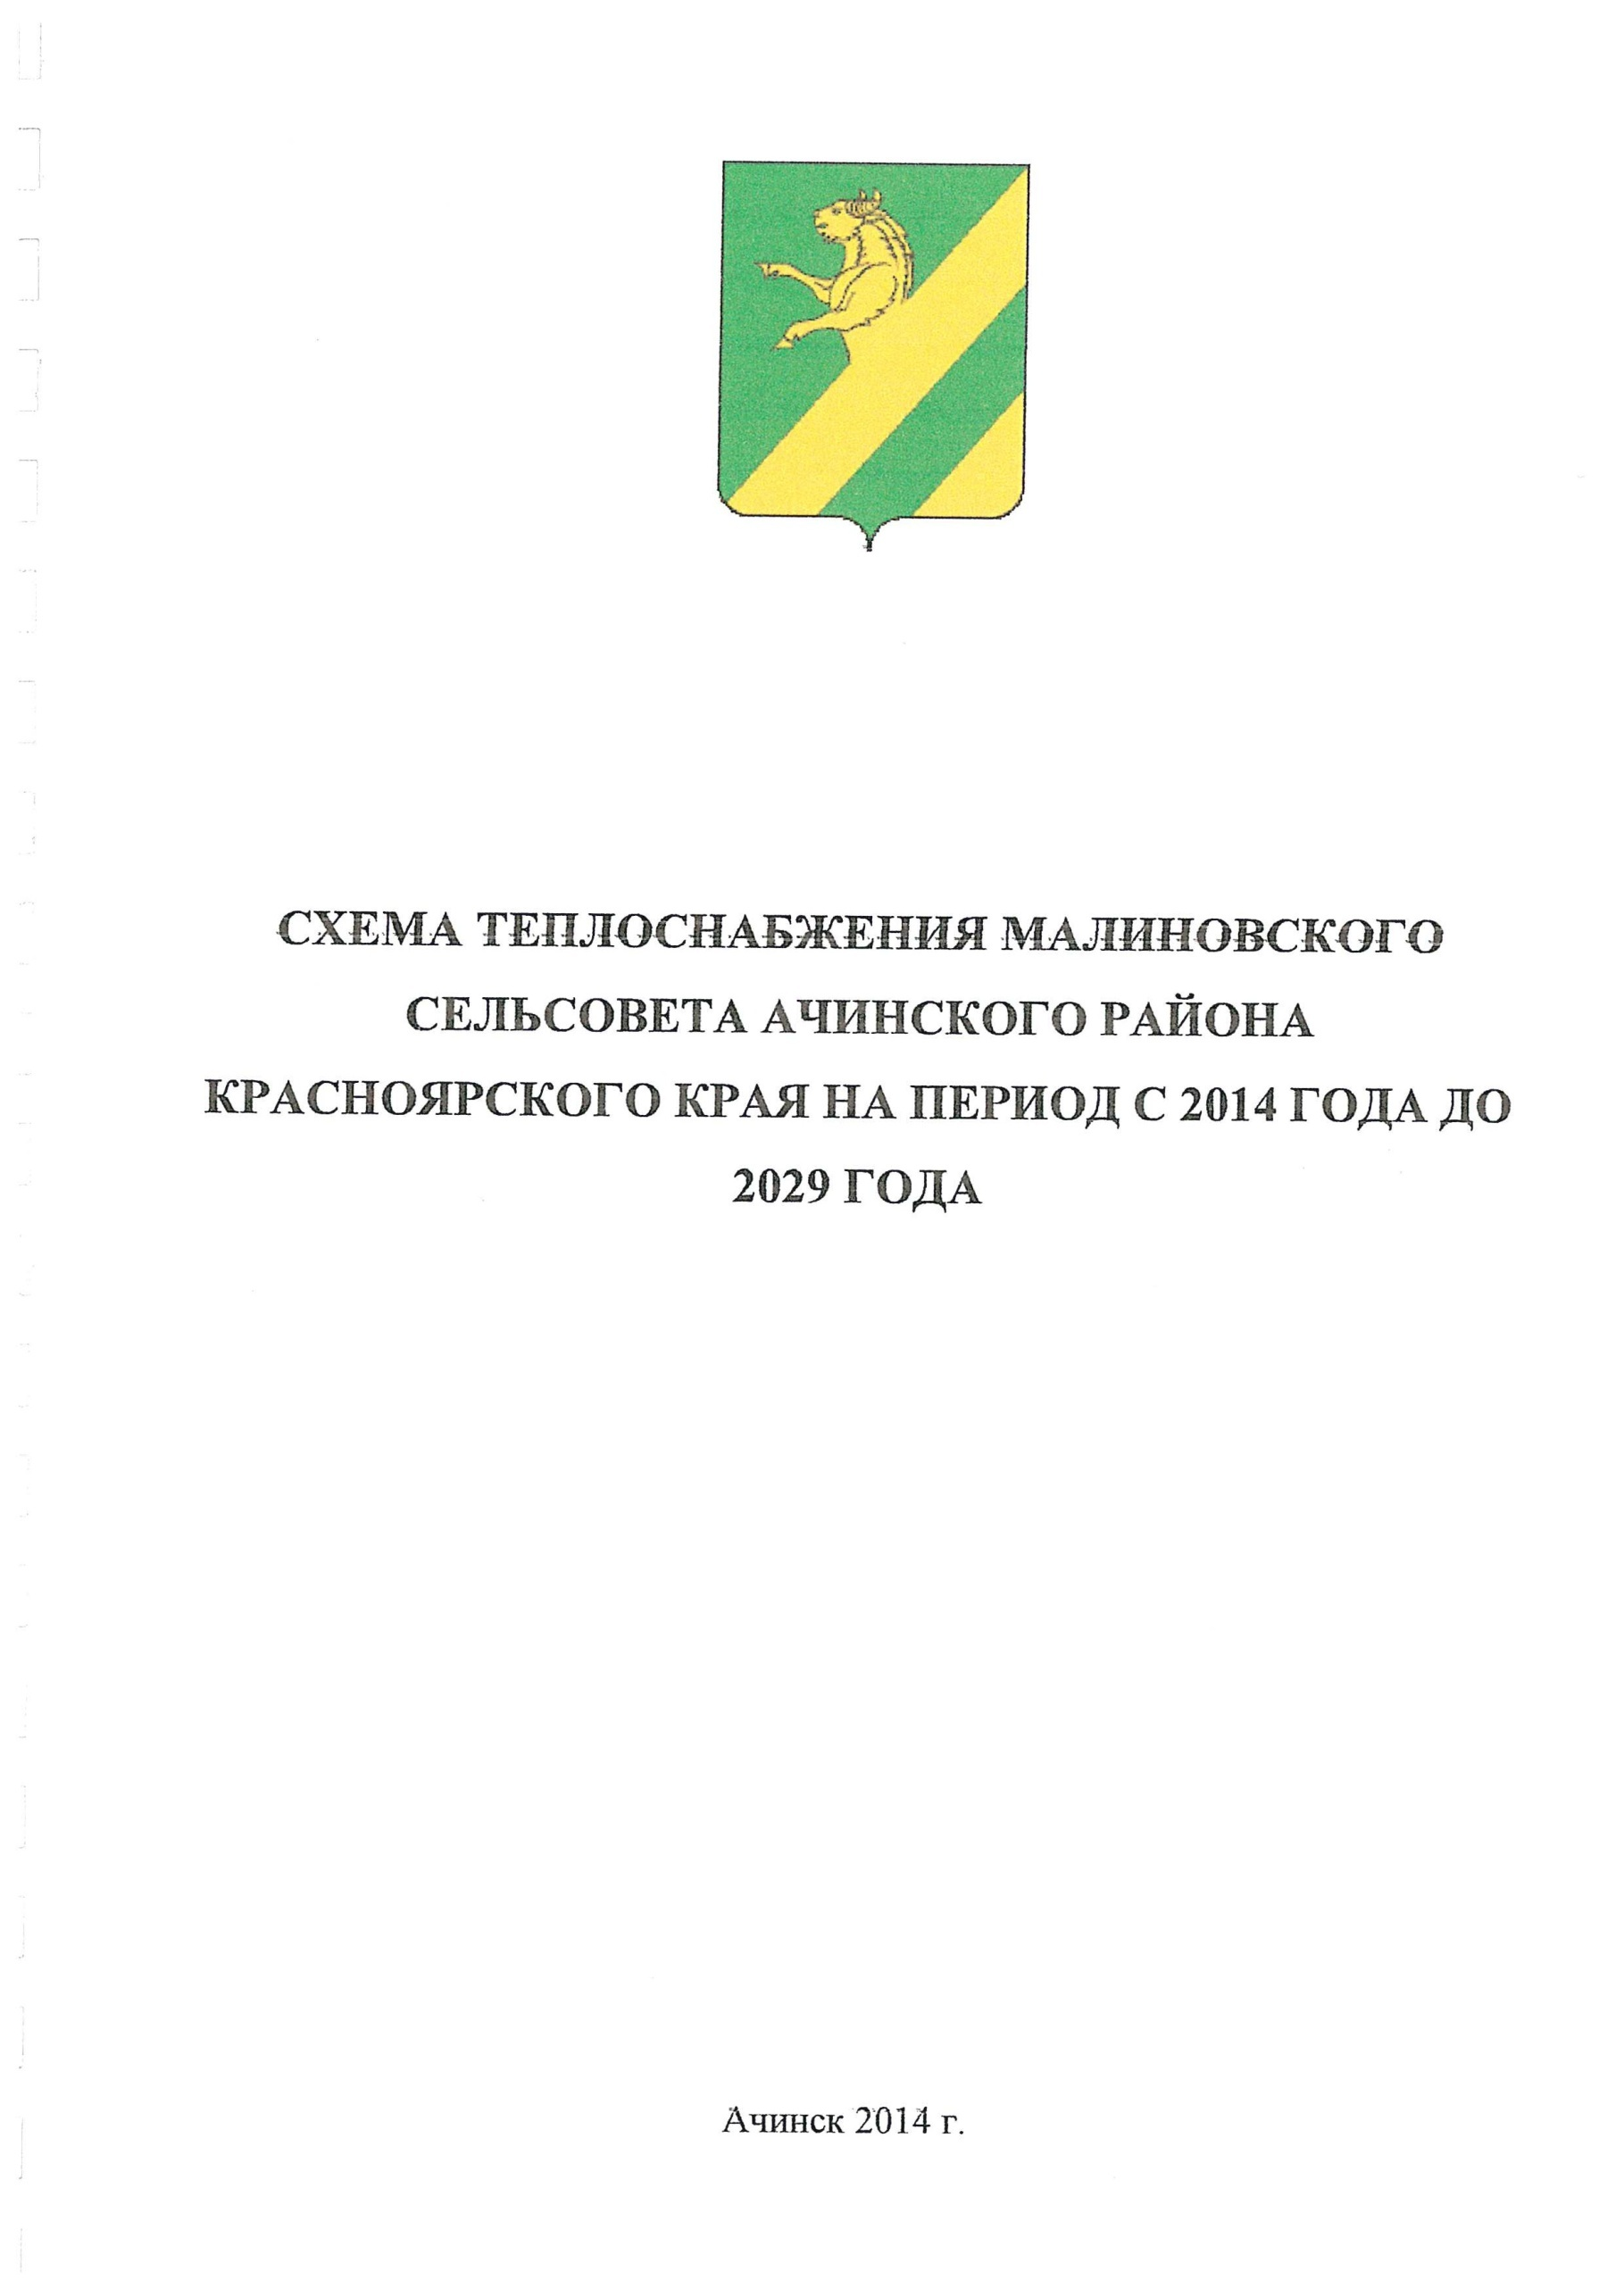 СХЕМА ТЕПЛОСНАБЖЕНИЯ МАЛИНОВСКОГО
СЕЛЬСОВЕТА АЧИНСКОГО РАЙОНА
КРАСНОЯРСКОГО КРАЯ НА ПЕРИОД С 2014 ГОДА ДО
2029 ГОДА
Ачинск 2014 г.